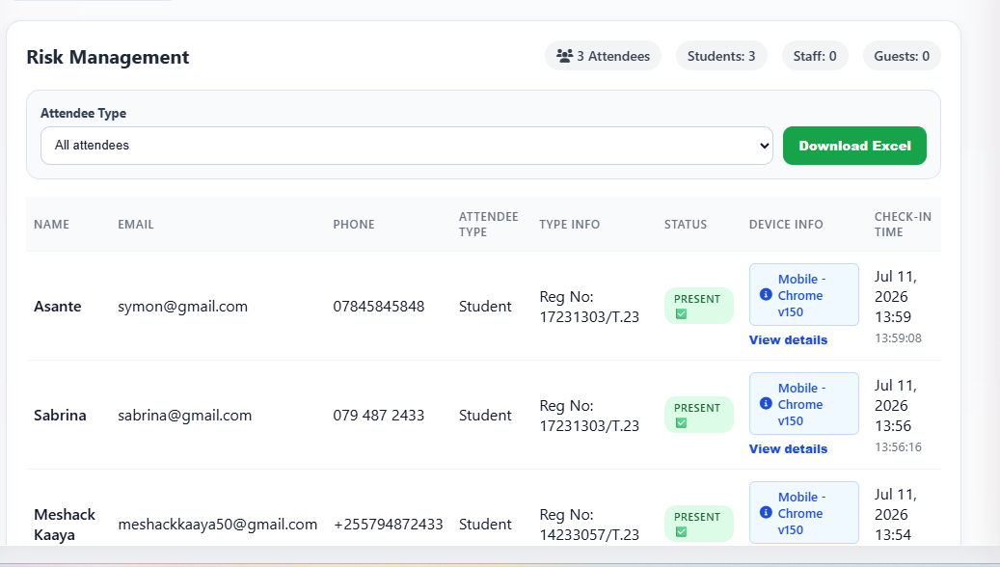 Risk Management
3 Attendees
Students: 3
Staff: 0
Guests: 0
Attendee Type
All attendees
Download Excel
NAME EMAIL PHONE ATTENDEE TYPE TYPE INFO STATUS DEVICE INFO CHECK-IN TIME
Asante symon@gmail.com 07845845848 Student Reg No: 17231303/T.23 PRESENT Mobile - Chrome v150 View details Jul 11, 2026 13:59 13:59:08
Sabrina sabrina@gmail.com 079 487 2433 Student Reg No: 17231303/T.23 PRESENT Mobile - Chrome v150 View details Jul 11, 2026 13:56 13:56:16
Meshack Kaaya meshackkaaya50@gmail.com +255794872433 Student Reg No: 14233057/T.23 PRESENT Mobile - Chrome v150 Jul 11, 2026 13:54